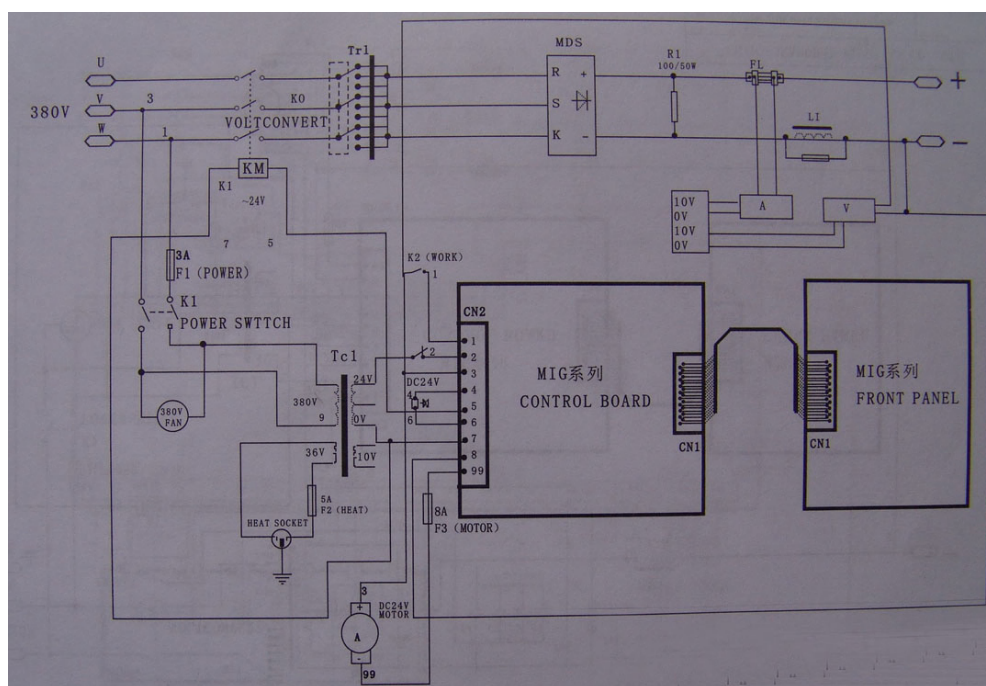 U
V
W
380V
3
1
K0
VOLTCONVERT
Tr1
MDS
R +
S
K -
R1
100/50W
FL
+
LI
-
KM
K1
~24V
7 5
10V
0V
10V
0V
A
V
3A
F1 (POWER)
K2 (WORK)
1
K1
POWER SWTTCH
380V
FAN
Tc1
24V
380V
9
0V
36V
10V
2
DC24V
4
6
CN2
1
2
3
4
5
6
7
8
99
MIG系列
CONTROL BOARD
CN1
MIG系列
FRONT PANEL
CN1
5A
F2 (HEAT)
HEAT SOCKET
8A
F3 (MOTOR)
3
DC24V
MOTOR
+
A
-
99